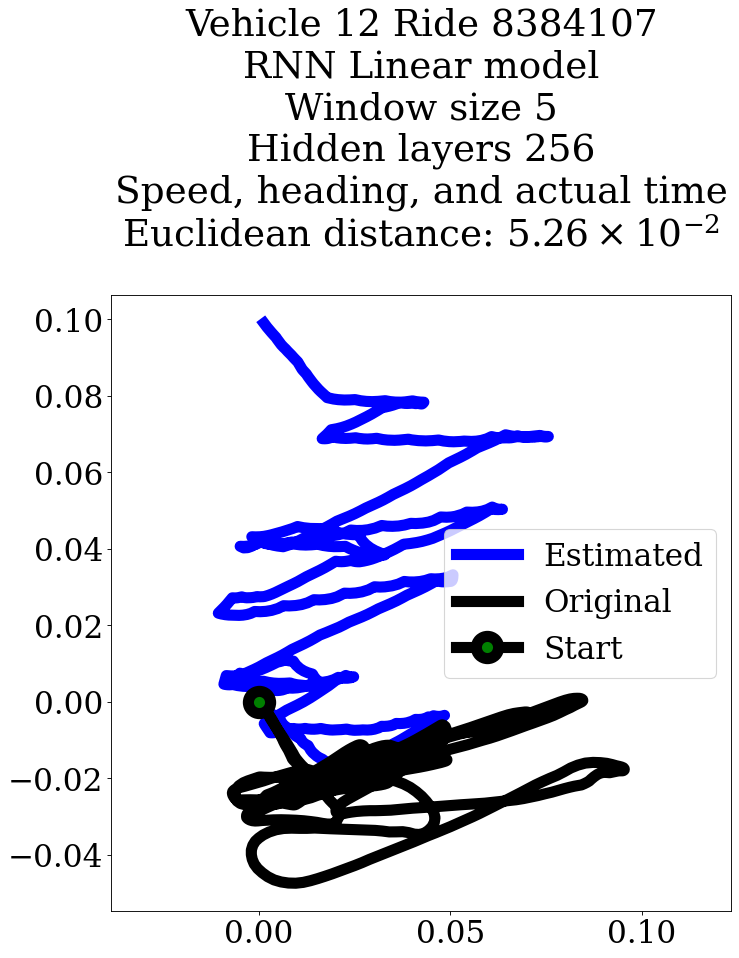 Vehicle 12 Ride 8384107
RNN Linear model
Window size 5
Hidden layers 256
Speed, heading, and actual time
Euclidean distance: 5.26 × 10⁻²
0.10
0.08
0.06
0.04
0.02
0.00
−0.02
−0.04
Estimated
Original
Start
0.00 0.05 0.10